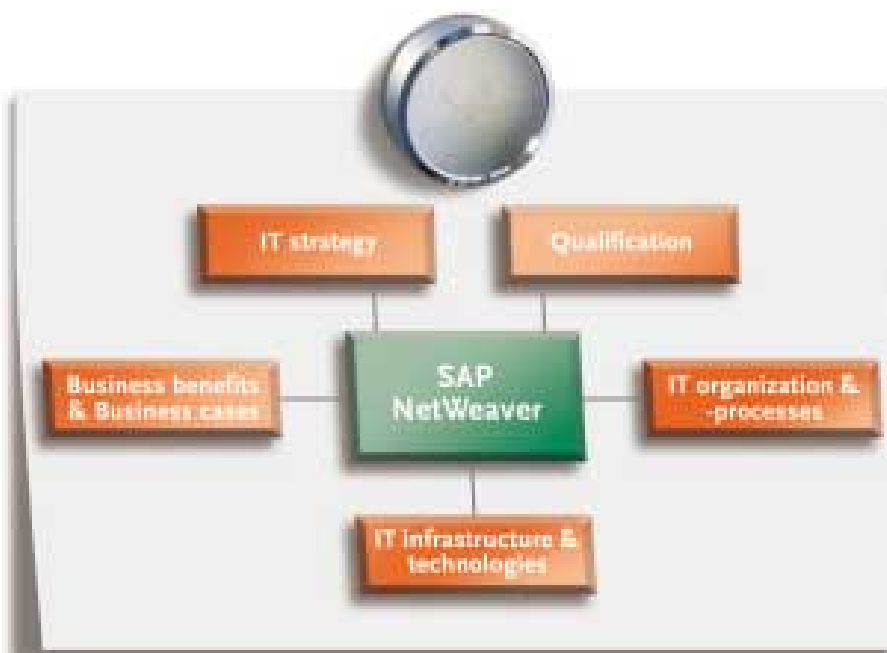 IT strategy
Qualification
Business benefits
& Business cases
SAP
NetWeaver
IT organization &
-processes
IT infrastructure &
technologies